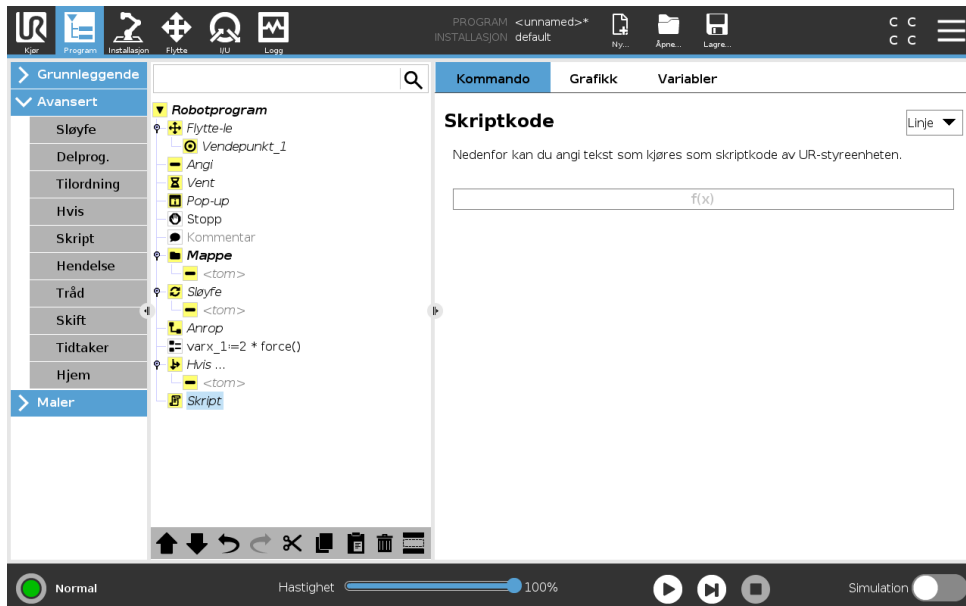 UR
Kjør
Program
Installasjon
Flytte
I/U
Logg
PROGRAM <unnamed>*
INSTALLASJON default
Ny...
Åpne...
Lagre...
C C
C C
Grunnleggende
Avansert
Sløyfe
Delprog.
Tilordning
Hvis
Skript
Hendelse
Tråd
Skift
Tidtaker
Hjem
Maler
Robotprogram
Flytte-le
Vendepunkt_1
Angi
Vent
Pop-up
Stopp
Kommentar
Mappe
<tom>
Sløyfe
<tom>
Anrop
varx_1:=2 * force()
Hvis ...
<tom>
Skript
Kommando Grafikk Variabler
Skriptkode
Linje
Nedenfor kan du angi tekst som kjøres som skriptkode av UR-styreenheten.
f(x)
Normal
Hastighet
100%
Simulation